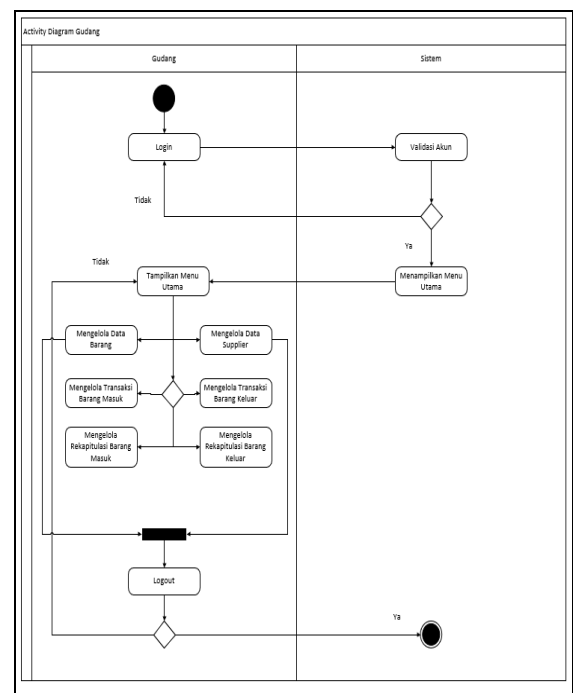 Activity Diagram Gudang
Gudang
Sistem
Login
Validasi Akun
Tidak
Ya
Tidak
Tampilkan Menu
Utama
Menampilkan Menu
Utama
Mengelola Data
Barang
Mengelola Data
Supplier
Mengelola Transaksi
Barang Masuk
Mengelola Transaksi
Barang Keluar
Mengelola
Rekapitulasi Barang
Masuk
Mengelola
Rekapitulasi Barang
Keluar
Logout
Ya